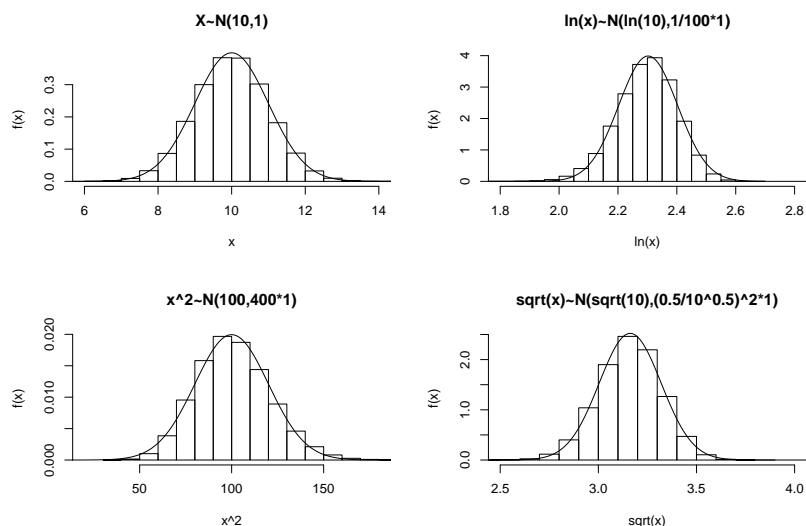 X~N(10,1)
f(x)
0.0 0.1 0.2 0.3
6 8 10 12 14
x
ln(x)~N(ln(10),1/100*1)
f(x)
0 1 2 3 4
1.8 2.0 2.2 2.4 2.6 2.8
ln(x)
x^2~N(100,400*1)
f(x)
0.000 0.010 0.020
50 100 150
x^2
sqrt(x)~N(sqrt(10),(0.5/10^0.5)^2*1)
f(x)
0.0 1.0 2.0
2.5 3.0 3.5 4.0
sqrt(x)